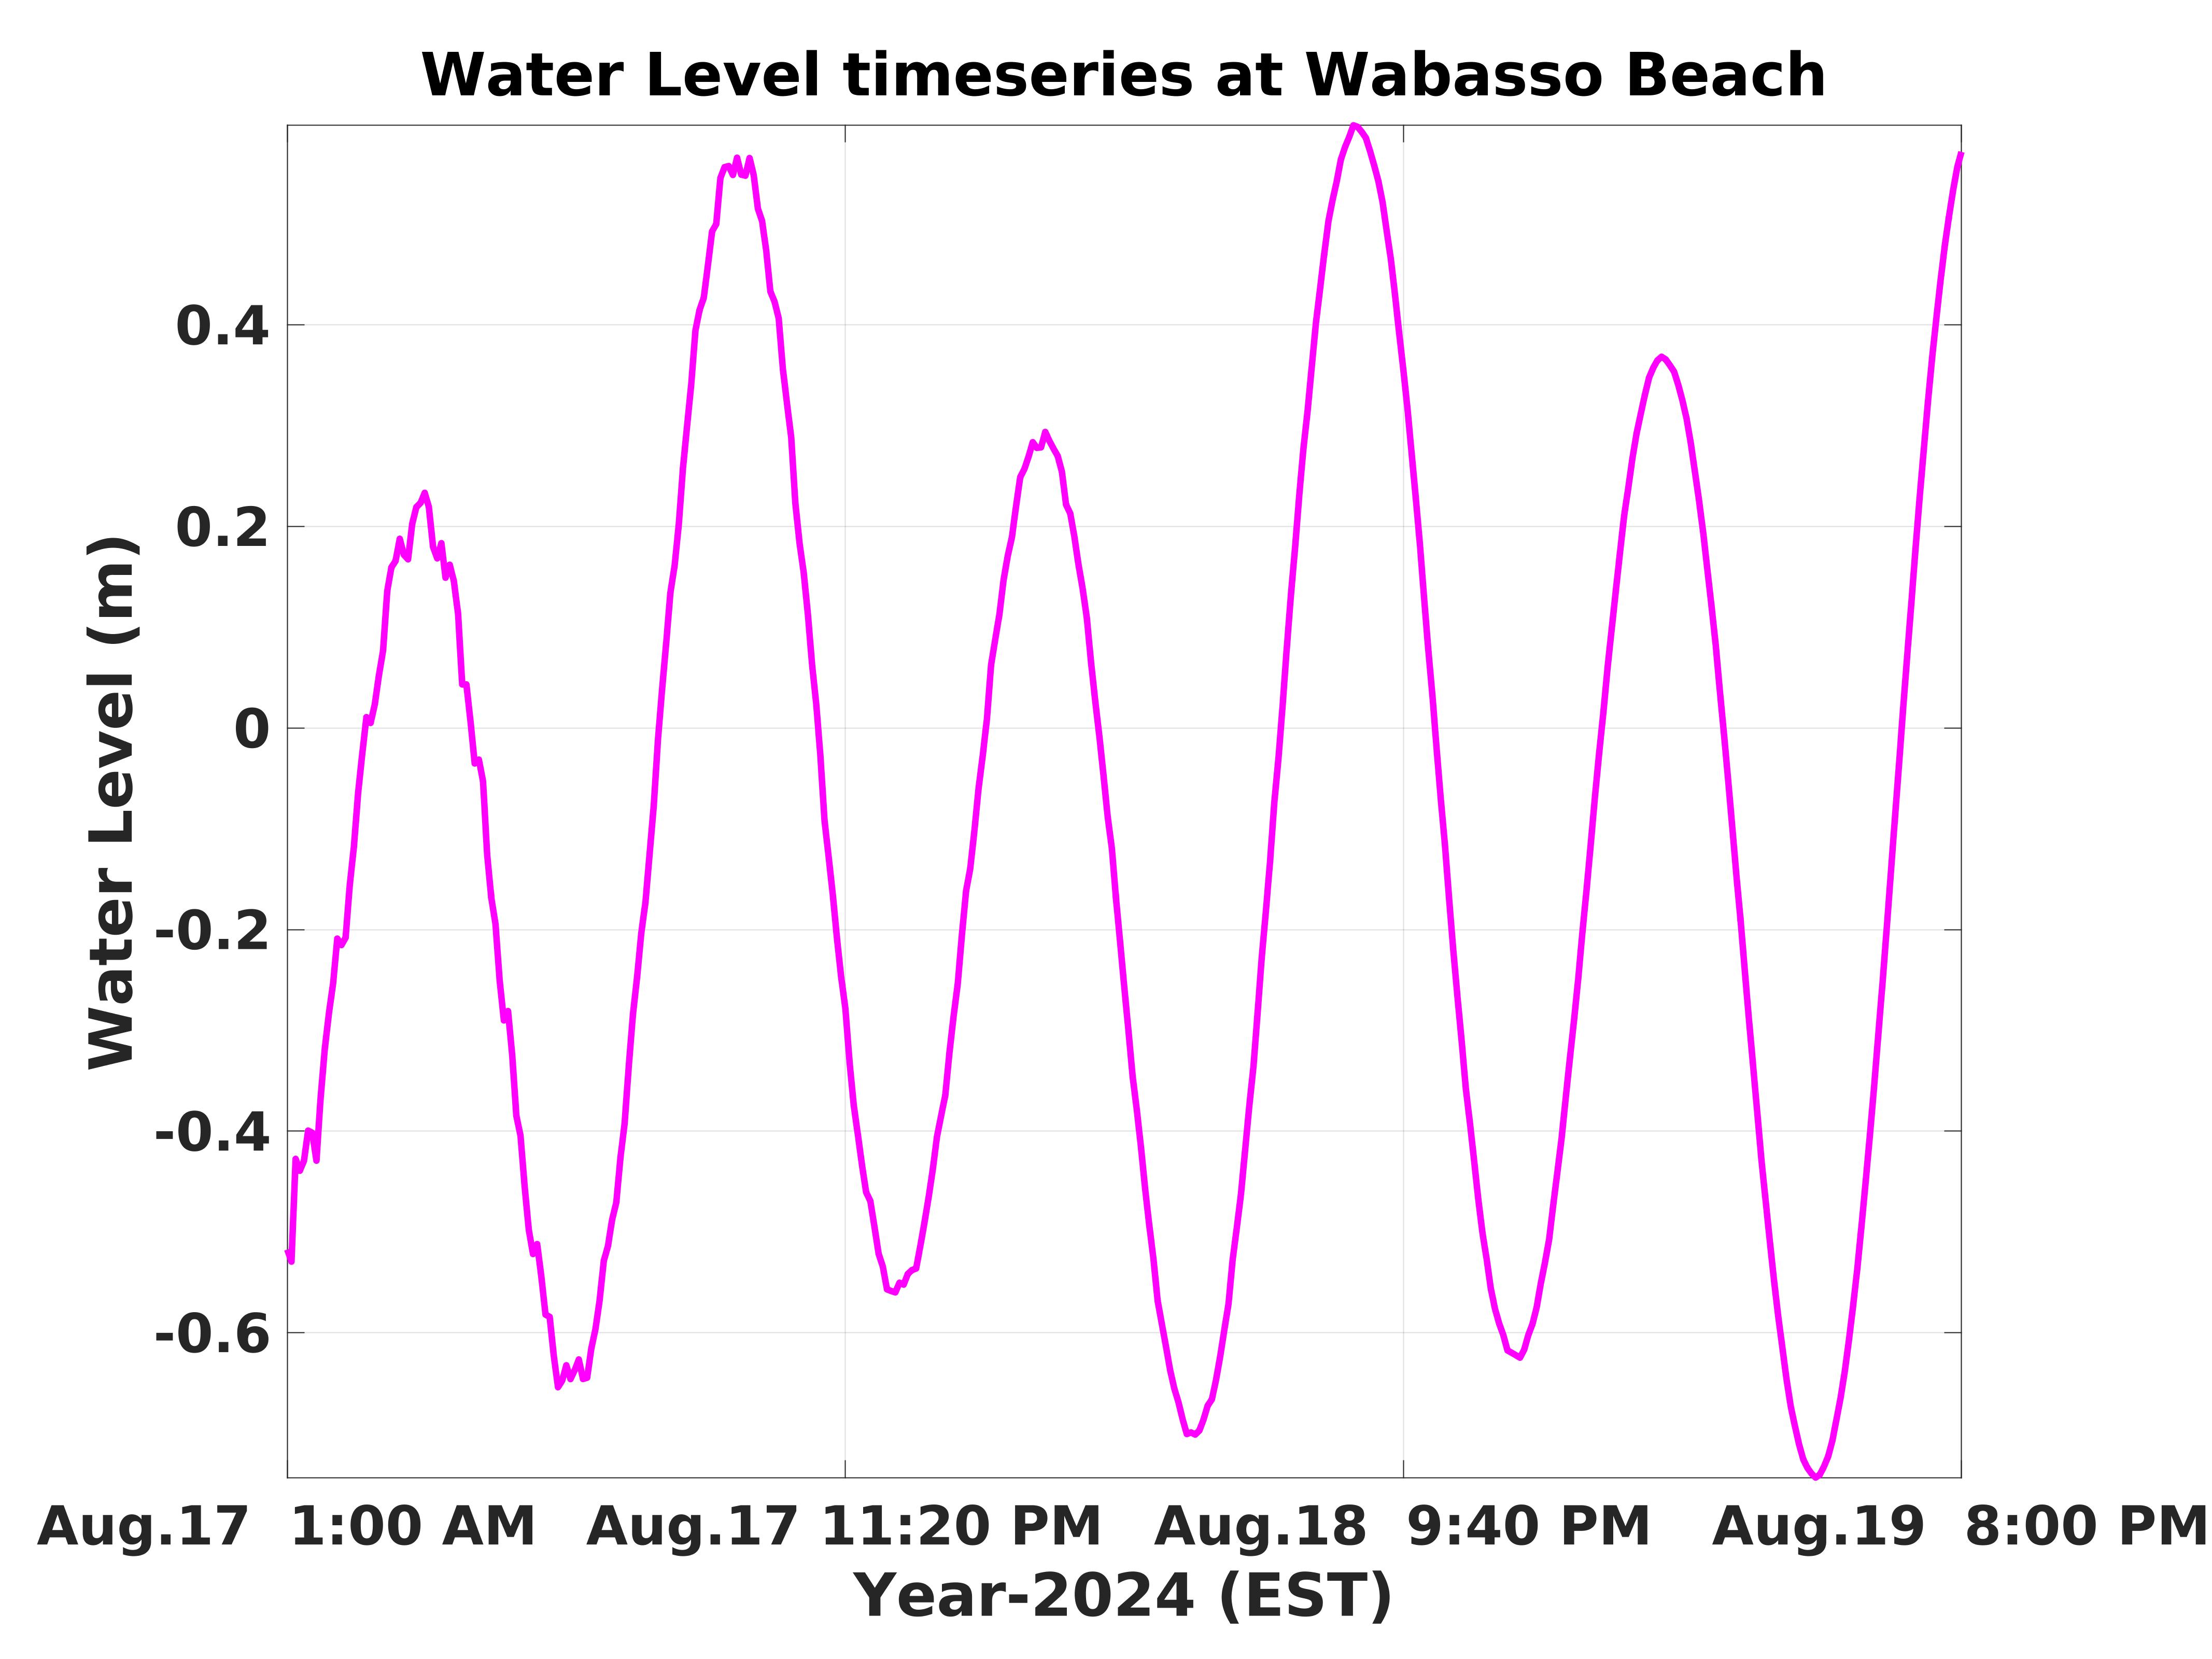 Water Level timeseries at Wabasso Beach
0.4
0.2
0
-0.2
-0.4
-0.6
Water Level (m)
Aug.17  1:00 AM Aug.17 11:20 PM Aug.18  9:40 PM Aug.19  8:00 PM
Year-2024 (EST)